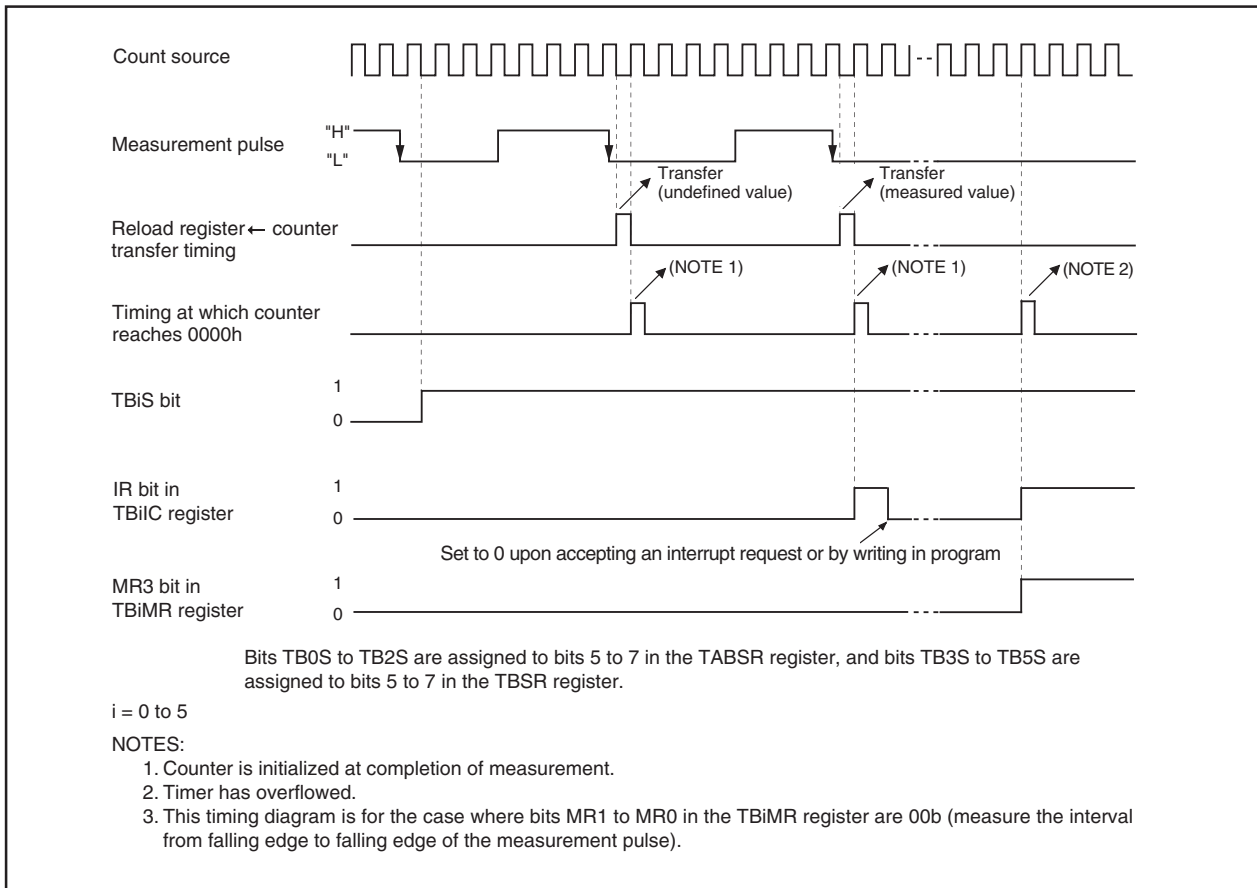 Count source
Measurement pulse
"H"
"L"
Transfer
(undefined value)
Transfer
(measured value)
Reload register ← counter
transfer timing
(NOTE 1)
(NOTE 1)
(NOTE 2)
Timing at which counter
reaches 0000h
TBiS bit
1
0
IR bit in
TBiIC register
1
0
Set to 0 upon accepting an interrupt request or by writing in program
MR3 bit in
TBiMR register
1
0
Bits TB0S to TB2S are assigned to bits 5 to 7 in the TABSR register, and bits TB3S to TB5S are
assigned to bits 5 to 7 in the TBSR register.
i = 0 to 5
NOTES:
1. Counter is initialized at completion of measurement.
2. Timer has overflowed.
3. This timing diagram is for the case where bits MR1 to MR0 in the TBiMR register are 00b (measure the interval
from falling edge to falling edge of the measurement pulse).